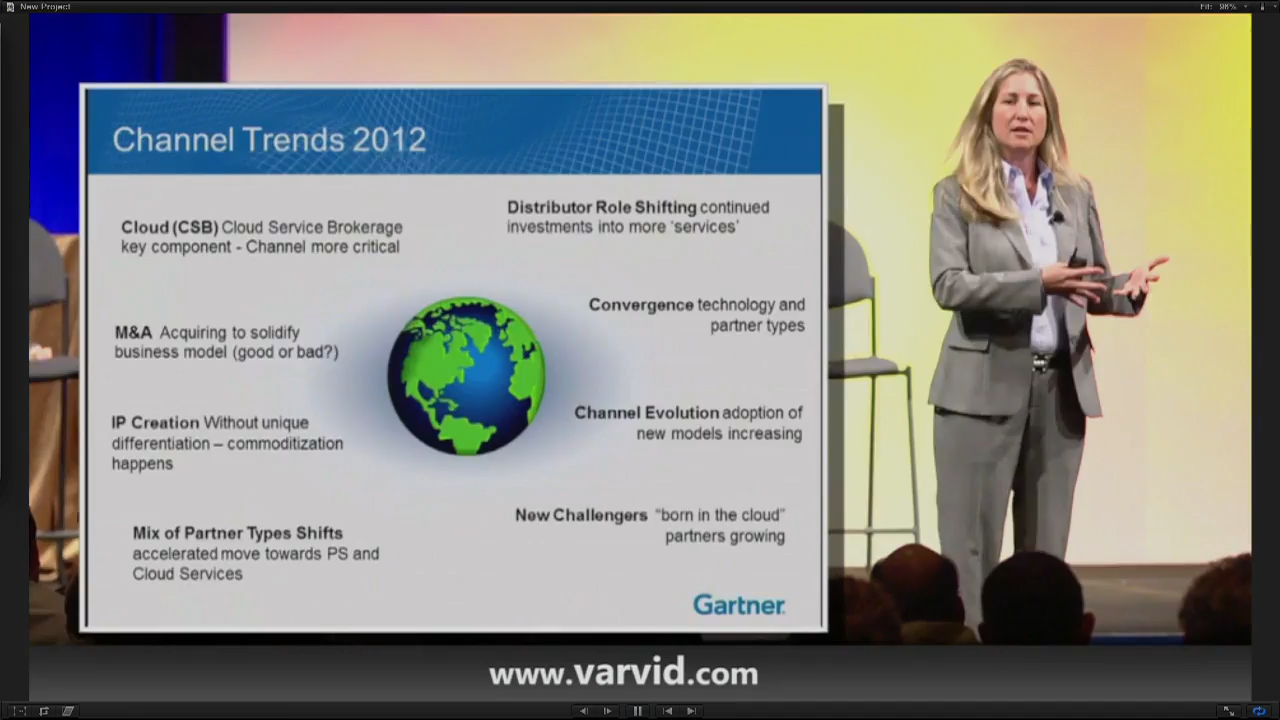 New Project
Fit: 96%
Channel Trends 2012
Cloud (CSB) Cloud Service Brokerage
key component - Channel more critical
M&A Acquiring to solidify
business model (good or bad?)
IP Creation Without unique
differentiation – commoditization
happens
Mix of Partner Types Shifts
accelerated move towards PS and
Cloud Services
Distributor Role Shifting continued
investments into more ‘services’
Convergence technology and
partner types
Channel Evolution adoption of
new models increasing
New Challengers “born in the cloud”
partners growing
Gartner
www.varvid.com